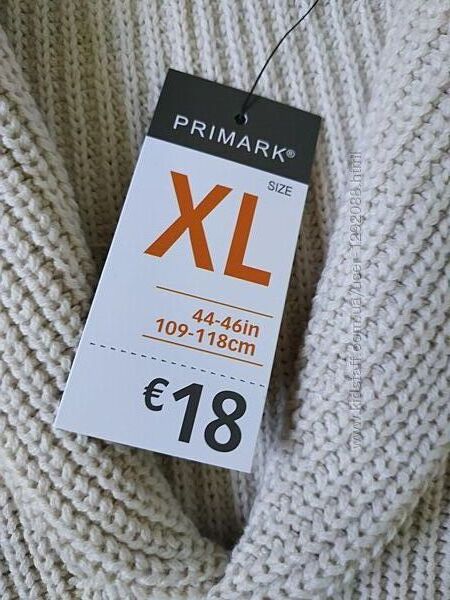 PRIMARK®
SIZE
XL
44-46in
109-118cm
€18